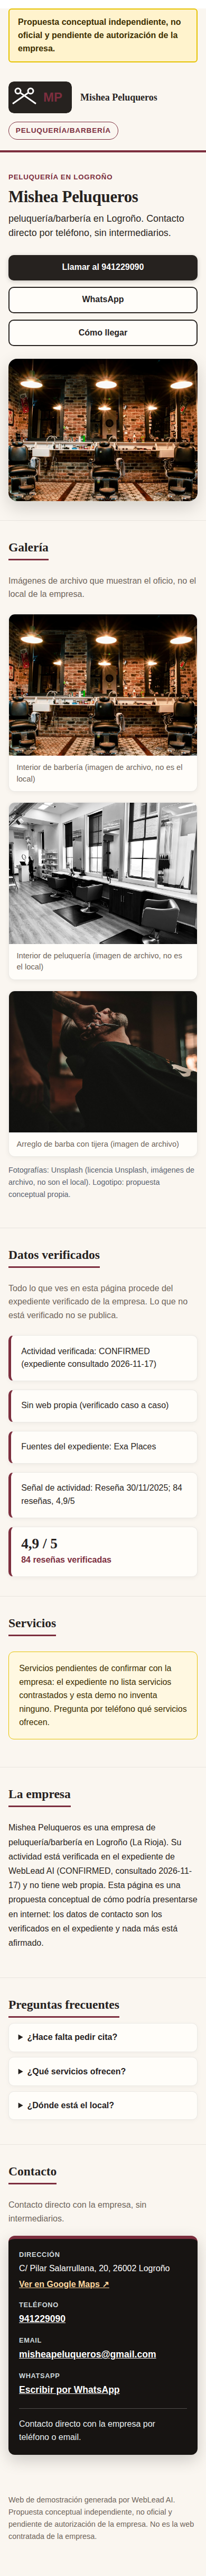 Propuesta conceptual independiente, no
oficial y pendiente de autorización de la
empresa.
MP
Mishea Peluqueros
PELUQUERÍA/BARBERÍA
PELUQUERÍA EN LOGROÑO
Mishea Peluqueros
peluquería/barbería en Logroño. Contacto
directo por teléfono, sin intermediarios.
Llamar al 941229090
WhatsApp
Cómo llegar
Galería
Imágenes de archivo que muestran el oficio, no el
local de la empresa.
Interior de barbería (imagen de archivo, no es el
local)
Interior de peluquería (imagen de archivo, no es
el local)
Arreglo de barba con tijera (imagen de archivo)
Fotografías: Unsplash (licencia Unsplash, imágenes de
archivo, no son el local). Logotipo: propuesta
conceptual propia.
Datos verificados
Todo lo que ves en esta página procede del
expediente verificado de la empresa. Lo que no
está verificado no se publica.
Actividad verificada: CONFIRMED
(expediente consultado 2026-11-17)
Sin web propia (verificado caso a caso)
Fuentes del expediente: Exa Places
Señal de actividad: Reseña 30/11/2025; 84
reseñas, 4,9/5
4,9 / 5
84 reseñas verificadas
Servicios
Servicios pendientes de confirmar con la
empresa: el expediente no lista servicios
contrastados y esta demo no inventa
ninguno. Pregunta por teléfono qué servicios
ofrecen.
La empresa
Mishea Peluqueros es una empresa de
peluquería/barbería en Logroño (La Rioja). Su
actividad está verificada en el expediente de
WebLead AI (CONFIRMED, consultado 2026-11-
17) y no tiene web propia. Esta página es una
propuesta conceptual de cómo podría presentarse
en internet: los datos de contacto son los
verificados en el expediente y nada más está
afirmado.
Preguntas frecuentes
▶ ¿Hace falta pedir cita?
▶ ¿Qué servicios ofrecen?
▶ ¿Dónde está el local?
Contacto
Contacto directo con la empresa, sin
intermediarios.
DIRECCIÓN
C/ Pilar Salarrullana, 20, 26002 Logroño
Ver en Google Maps ↗
TELÉFONO
941229090
EMAIL
misheapeluqueros@gmail.com
WHATSAPP
Escribir por WhatsApp
Contacto directo con la empresa por
teléfono o email.
Web de demostración generada por WebLead AI.
Propuesta conceptual independiente, no oficial y
pendiente de autorización de la empresa. No es la web
contratada de la empresa.